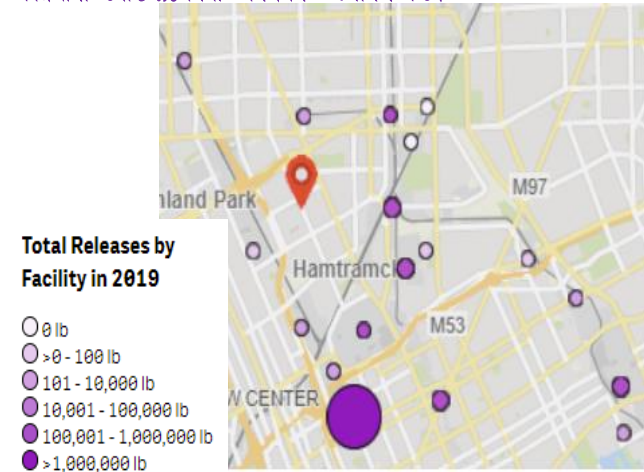 M97
nland Park
Hamtramck
M53
W CENTER
Total Releases by
Facility in 2019
0 lb
>0 - 100 lb
101 - 10,000 lb
10,001 - 100,000 lb
100,001 - 1,000,000 lb
>1,000,000 lb